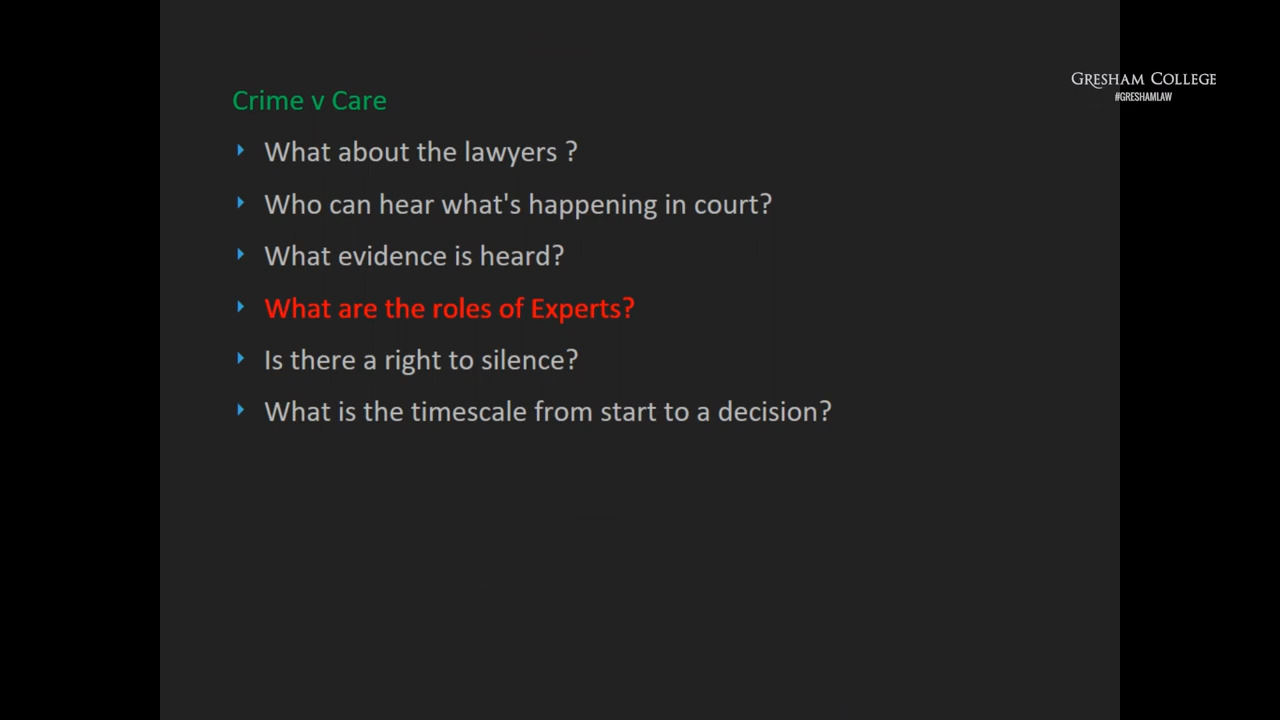 GRESHAM COLLEGE
#GRESHAMLAW
Crime v Care
What about the lawyers ?
Who can hear what's happening in court?
What evidence is heard?
What are the roles of Experts?
Is there a right to silence?
What is the timescale from start to a decision?